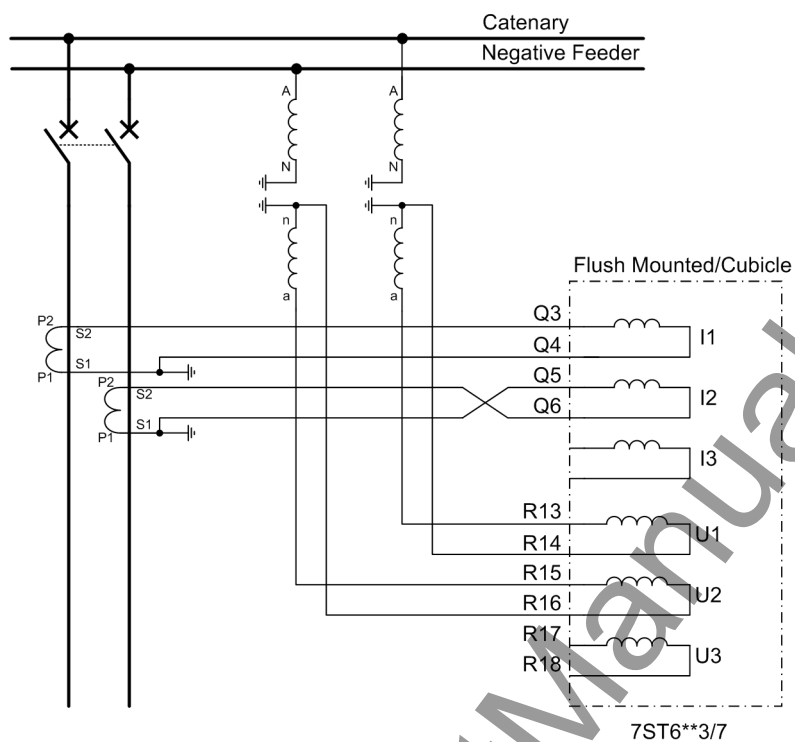 Catenary
Negative Feeder
A
A
N
N
n
n
a
a
Flush Mounted/Cubicle
P2
S2
S1
P1
P2
S2
S1
P1
Q3
Q4
I1
Q5
Q6
I2
I3
R13
R14
U1
R15
R16
U2
R17
R18
U3
7ST6**3/7
Manual